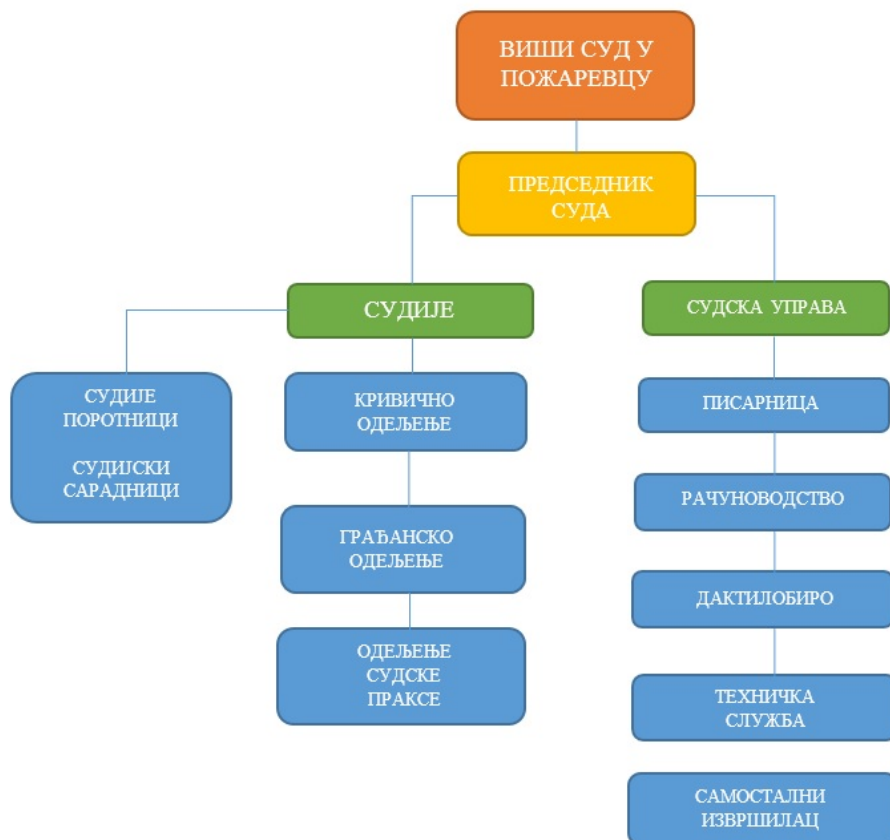 ВИШИ СУД У
ПОЖАРЕВЦУ
ПРЕДСЕДНИК
СУДА
СУДИЈЕ
СУДСКА УПРАВА
СУДИЈЕ
ПОРОТНИЦИ
СУДИЈСКИ
САРАДНИЦИ
КРИВИЧНО
ОДЕЉЕЊЕ
ГРАЂАНСКО
ОДЕЉЕЊЕ
ОДЕЉЕЊЕ
СУДСКЕ
ПРАКСЕ
ПИСАРНИЦА
РАЧУНОВОДСТВО
ДАКТИЛОБИРО
ТЕХНИЧКА
СЛУЖБА
САМОСТАЛНИ
ИЗВРШИЛАЦ